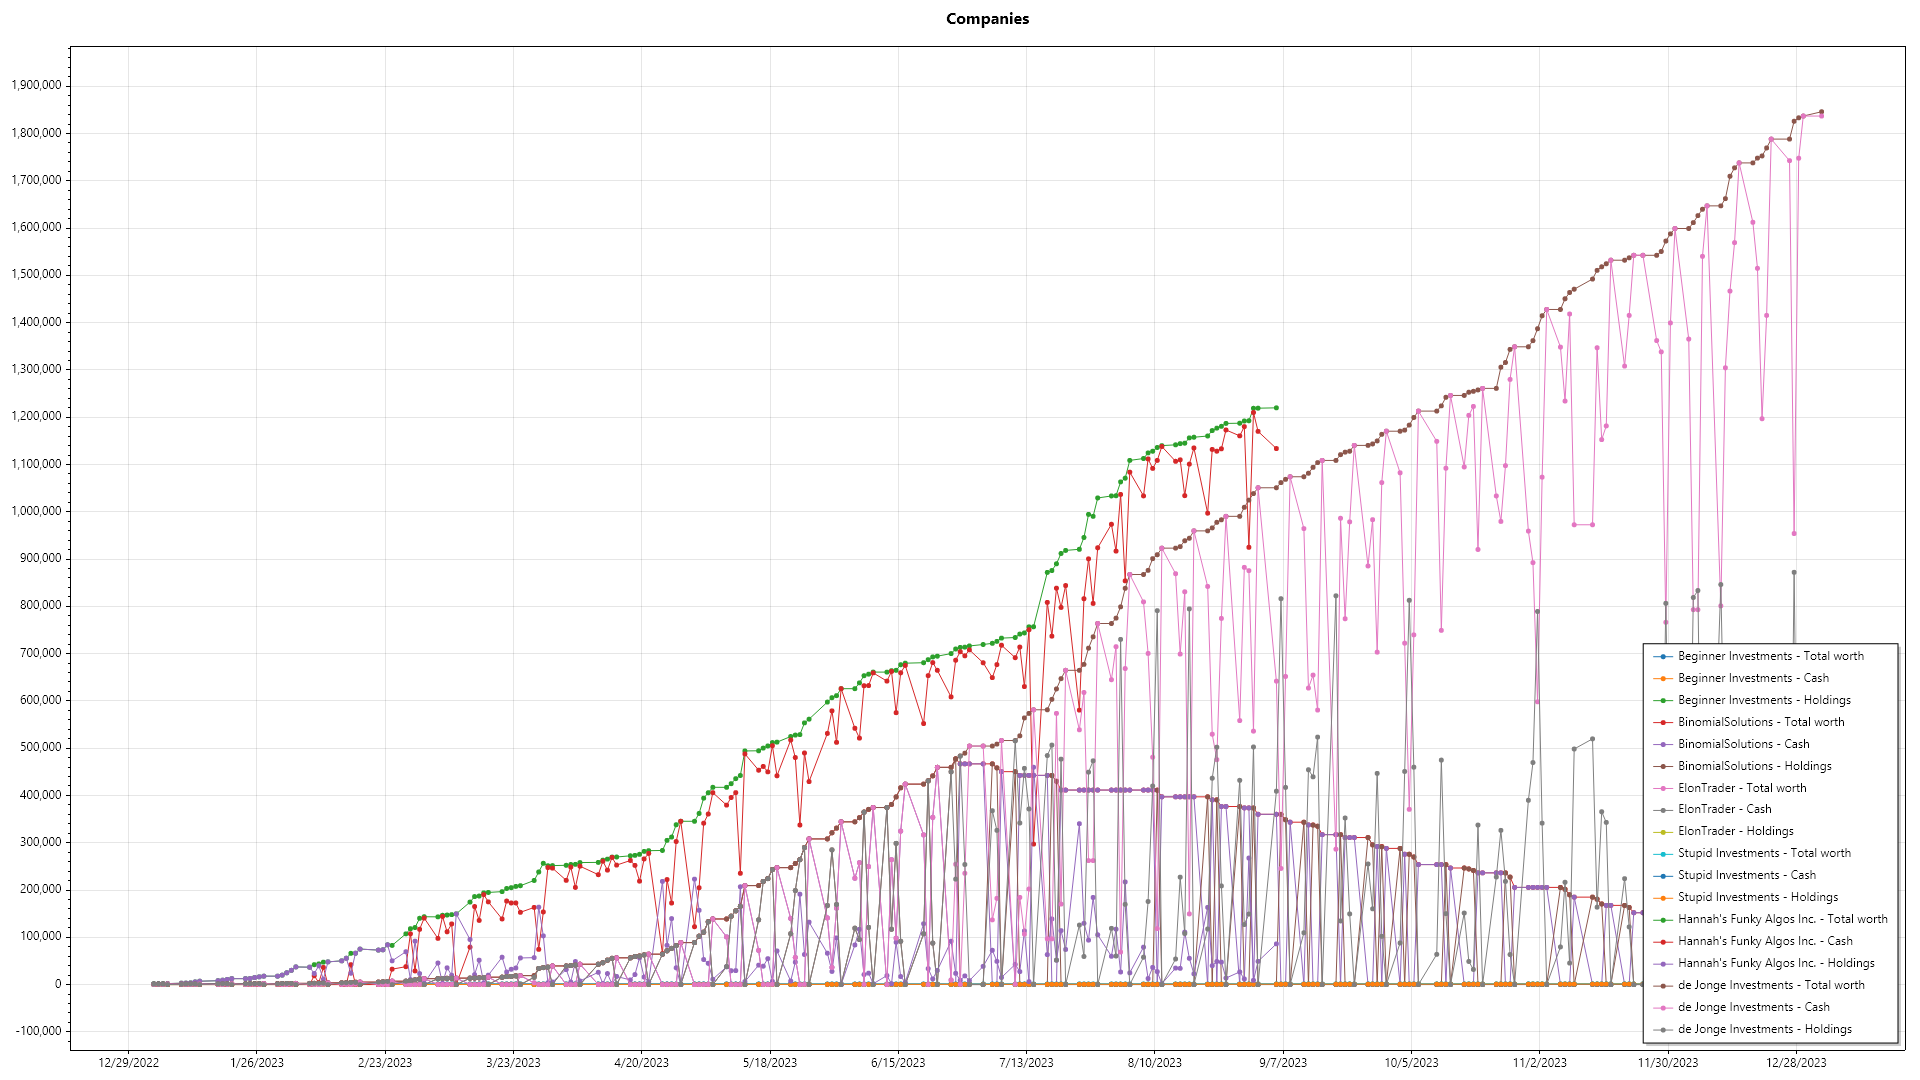 Companies
1,900,000
1,800,000
1,700,000
1,600,000
1,500,000
1,400,000
1,300,000
1,200,000
1,100,000
1,000,000
900,000
800,000
700,000
600,000
500,000
400,000
300,000
200,000
100,000
0
-100,000
Beginner Investments - Total worth
Beginner Investments - Cash
Beginner Investments - Holdings
BinomialSolutions - Total worth
BinomialSolutions - Cash
BinomialSolutions - Holdings
ElonTrader - Total worth
ElonTrader - Cash
ElonTrader - Holdings
Stupid Investments - Total worth
Stupid Investments - Cash
Stupid Investments - Holdings
Hannah's Funky Algos Inc. - Total worth
Hannah's Funky Algos Inc. - Cash
Hannah's Funky Algos Inc. - Holdings
de Jonge Investments - Total worth
de Jonge Investments - Cash
de Jonge Investments - Holdings
12/29/2022 1/26/2023 2/23/2023 3/23/2023 4/20/2023 5/18/2023 6/15/2023 7/13/2023 8/10/2023 9/7/2023 10/5/2023 11/2/2023 11/30/2023 12/28/2023